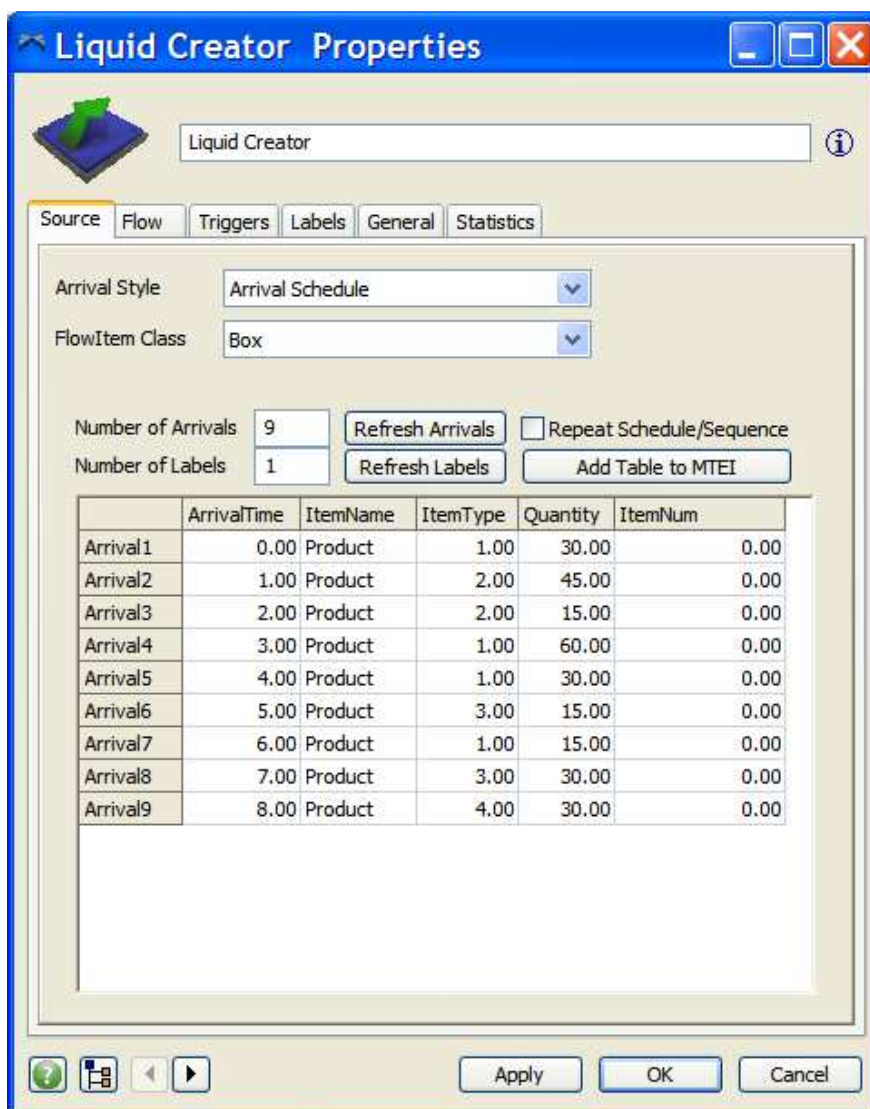 Liquid Creator Properties
Liquid Creator
Source Flow Triggers Labels General Statistics
Arrival Style Arrival Schedule
FlowItem Class Box
Number of Arrivals 9 Refresh Arrivals Repeat Schedule/Sequence
Number of Labels 1 Refresh Labels Add Table to MTEI
ArrivalTime ItemName ItemType Quantity ItemNum
Arrival1 0.00 Product 1.00 30.00 0.00
Arrival2 1.00 Product 2.00 45.00 0.00
Arrival3 2.00 Product 2.00 15.00 0.00
Arrival4 3.00 Product 1.00 60.00 0.00
Arrival5 4.00 Product 1.00 30.00 0.00
Arrival6 5.00 Product 3.00 15.00 0.00
Arrival7 6.00 Product 1.00 15.00 0.00
Arrival8 7.00 Product 3.00 30.00 0.00
Arrival9 8.00 Product 4.00 30.00 0.00
Apply OK Cancel